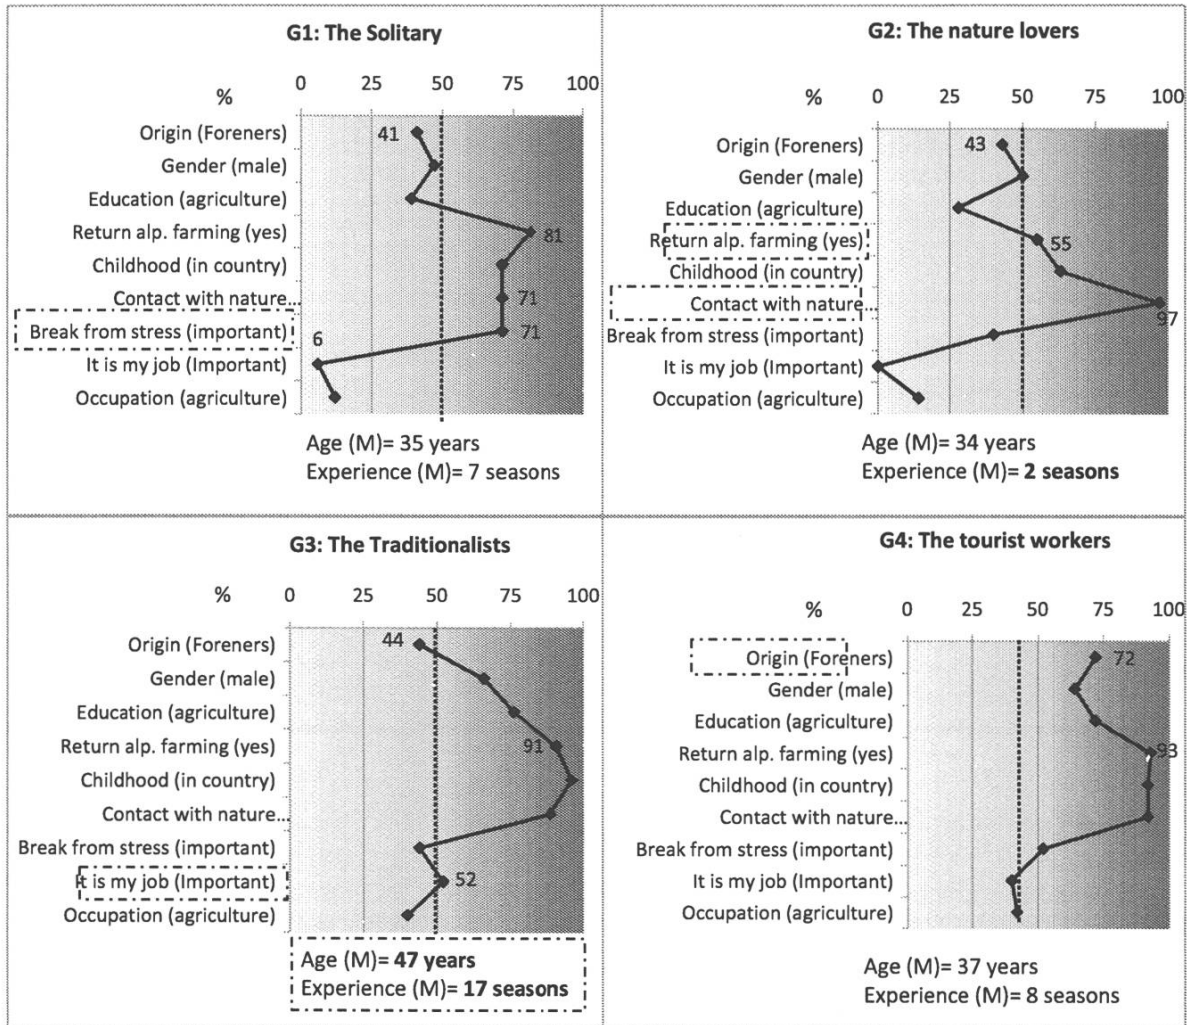 G1: The Solitary
% 0 25 50 75 100
Origin (Foreners) 41
Gender (male)
Education (agriculture)
Return alp. farming (yes) 81
Childhood (in country)
Contact with nature... 71
Break from stress (important) 71
It is my job (Important) 6
Occupation (agriculture)
Age (M)= 35 years
Experience (M)= 7 seasons
G2: The nature lovers
% 0 25 50 75 100
Origin (Foreners) 43
Gender (male)
Education (agriculture)
Return alp. farming (yes) 55
Childhood (in country)
Contact with nature... 97
Break from stress (important)
It is my job (Important)
Occupation (agriculture)
Age (M)= 34 years
Experience (M)= 2 seasons
G3: The Traditionalists
% 0 25 50 75 100
Origin (Foreners) 44
Gender (male)
Education (agriculture)
Return alp. farming (yes) 91
Childhood (in country)
Contact with nature...
Break from stress (important)
It is my job (Important) 52
Occupation (agriculture)
Age (M)= 47 years
Experience (M)= 17 seasons
G4: The tourist workers
% 0 25 50 75 100
Origin (Foreners) 72
Gender (male)
Education (agriculture)
Return alp. farming (yes) 93
Childhood (in country)
Contact with nature...
Break from stress (important)
It is my job (Important)
Occupation (agriculture)
Age (M)= 37 years
Experience (M)= 8 seasons